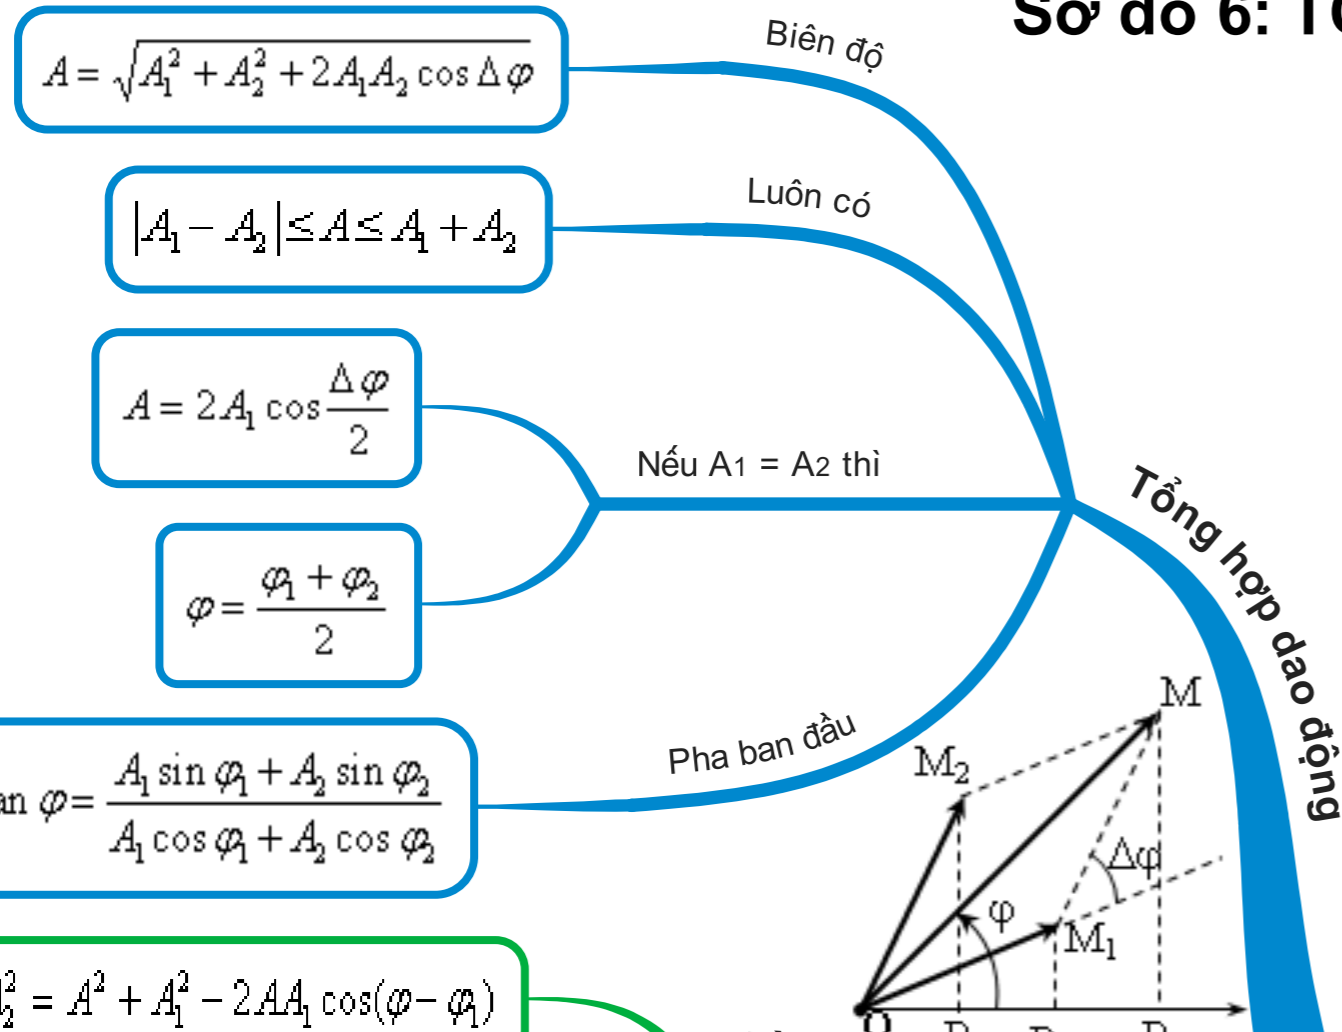 Sơ đồ 6:
Biên độ
A = √(A₁² + A₂² + 2A₁A₂ cos Δφ)
Luôn có
|A₁ − A₂| ≤ A ≤ A₁ + A₂
Nếu A1 = A2 thì
A = 2A₁ cos Δφ/2
φ = (φ₁ + φ₂)/2
Pha ban đầu
an φ = (A₁ sin φ₁ + A₂ sin φ₂)/(A₁ cos φ₁ + A₂ cos φ₂)
Tổng hợp dao động
M
M₂
Δφ
φ
M₁
O
₂² = A² + A₁² − 2AA₁ cos(φ − φ₁)